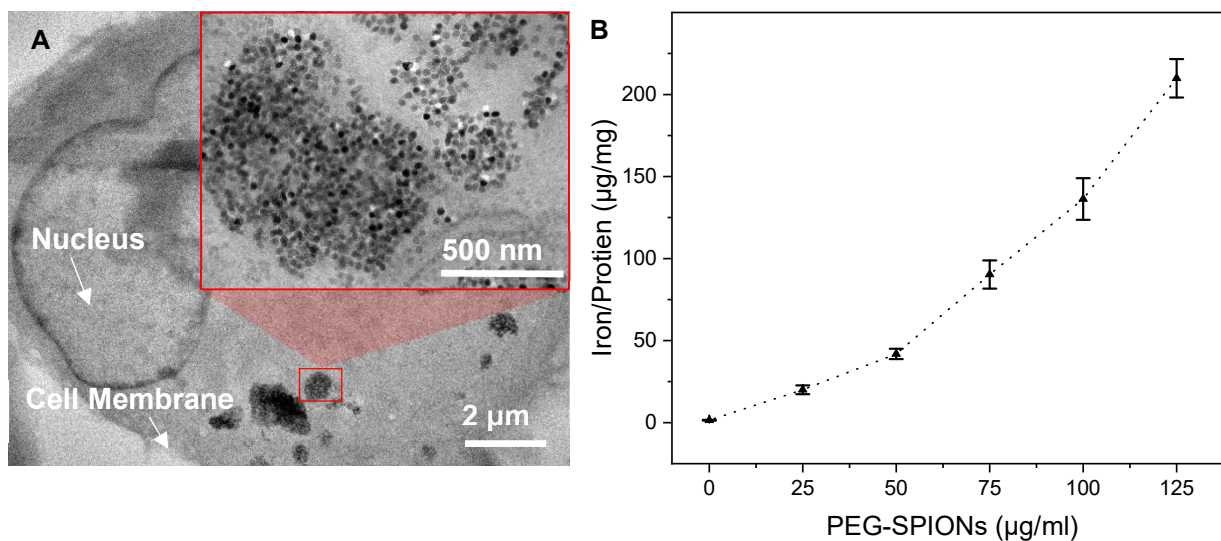 A
Nucleus
500 nm
Cell Membrane
2 µm
B
Iron/Protien (µg/mg)
200
150
100
50
0
0 25 50 75 100 125
PEG-SPIONs (µg/ml)